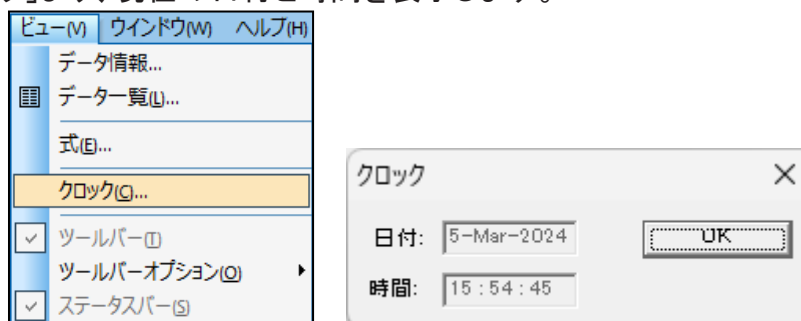 ビュー(V) ウインドウ(W) ヘルプ(H)
データ情報...
データ一覧(L)...
式(E)...
クロック(C)...
ツールバー(T)
ツールバーオプション(O)
ステータスバー(S)
クロック
日付: 5-Mar-2024 OK
時間: 15:54:45